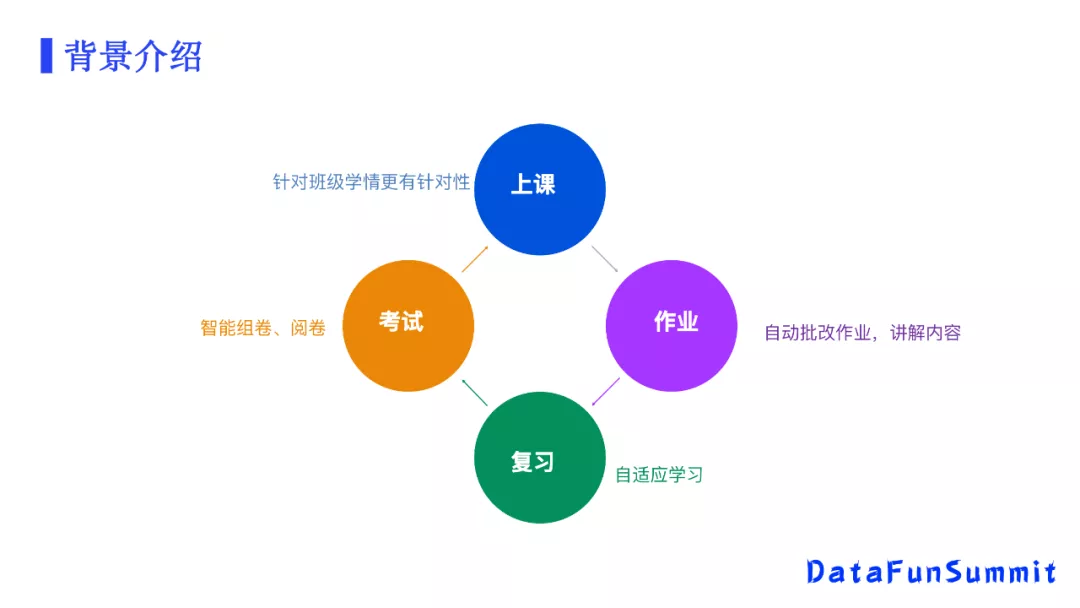 背景介绍
针对班级学情更有针对性
上课
智能组卷、阅卷
考试
作业
自动批改作业，讲解内容
复习
自适应学习
DataFunSummit